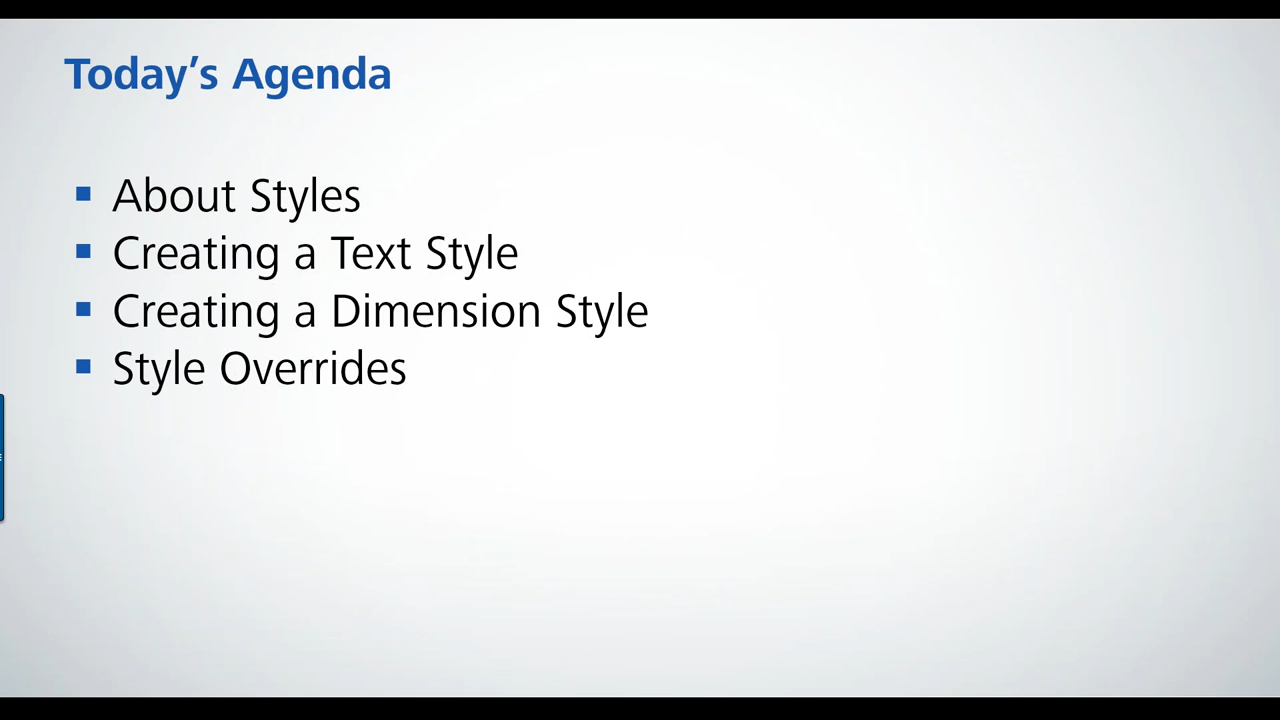 Today’s Agenda
About Styles
Creating a Text Style
Creating a Dimension Style
Style Overrides